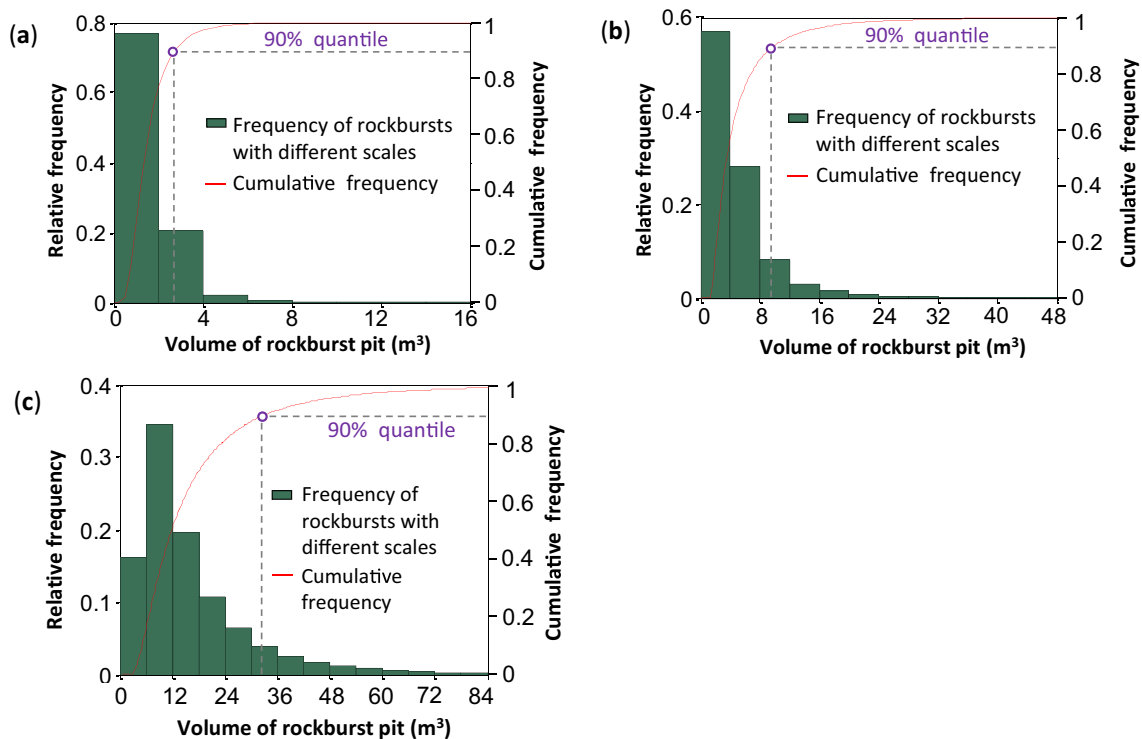 (a)
0.8
0.6
0.4
0.2
0
Relative frequency
90% quantile
Frequency of rockbursts
with different scales
Cumulative frequency
1
0.8
0.6
0.4
0.2
0
Cumulative frequency
0 4 8 12 16
Volume of rockburst pit (m³)
(b)
0.6
0.4
0.2
0
Relative frequency
90% quantile
Frequency of rockbursts
with different scales
Cumulative frequency
1
0.8
0.6
0.4
0.2
0
Cumulative frequency
0 8 16 24 32 40 48
Volume of rockburst pit (m³)
(c)
0.4
0.3
0.2
0.1
0
Relative frequency
90% quantile
Frequency of
rockbursts with
different scales
Cumulative
frequency
1
0.8
0.6
0.4
0.2
0
Cumulative frequency
0 12 24 36 48 60 72 84
Volume of rockburst pit (m³)